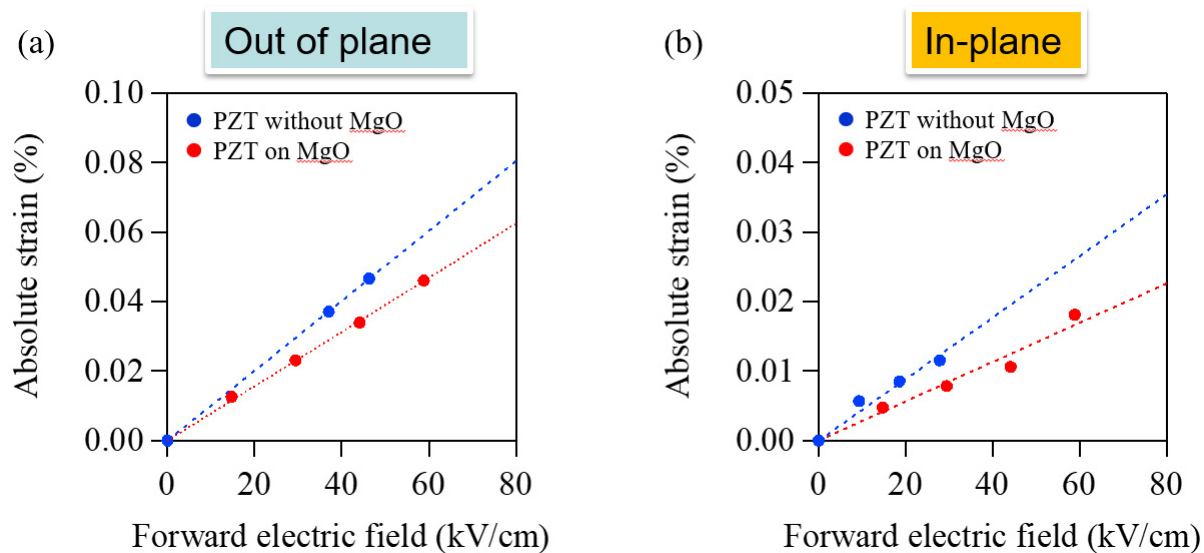 (a)
Out of plane
0.10
0.08
0.06
0.04
0.02
0.00
Absolute strain (%)
PZT without MgO
PZT on MgO
0 20 40 60 80
Forward electric field (kV/cm)
(b)
In-plane
0.05
0.04
0.03
0.02
0.01
0.00
Absolute strain (%)
PZT without MgO
PZT on MgO
0 20 40 60 80
Forward electric field (kV/cm)